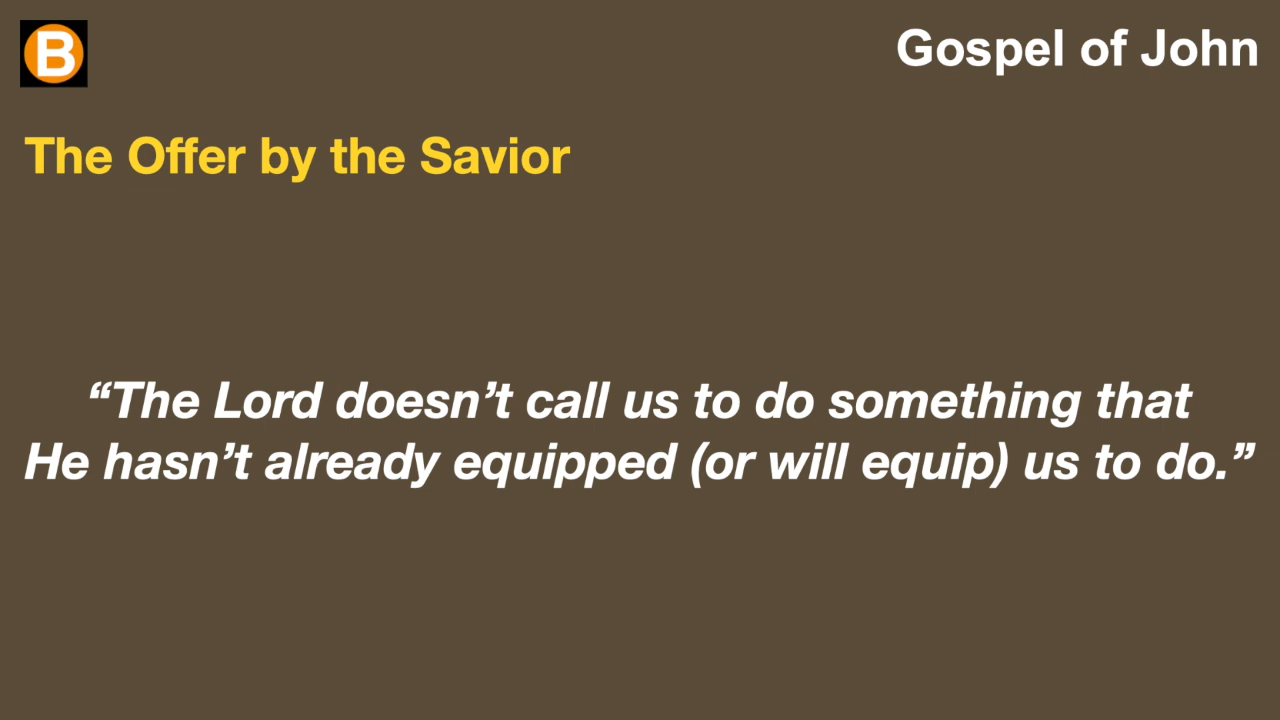 B
Gospel of John
The Offer by the Savior
“The Lord doesn’t call us to do something that
He hasn’t already equipped (or will equip) us to do.”